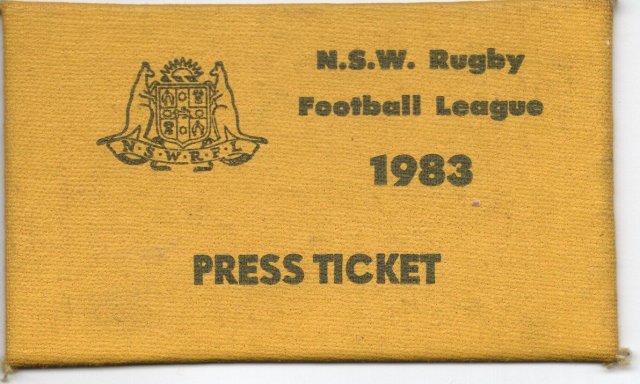 N.S.W. Rugby
Football League
N.S.W.R.F.L
1983
PRESS TICKET